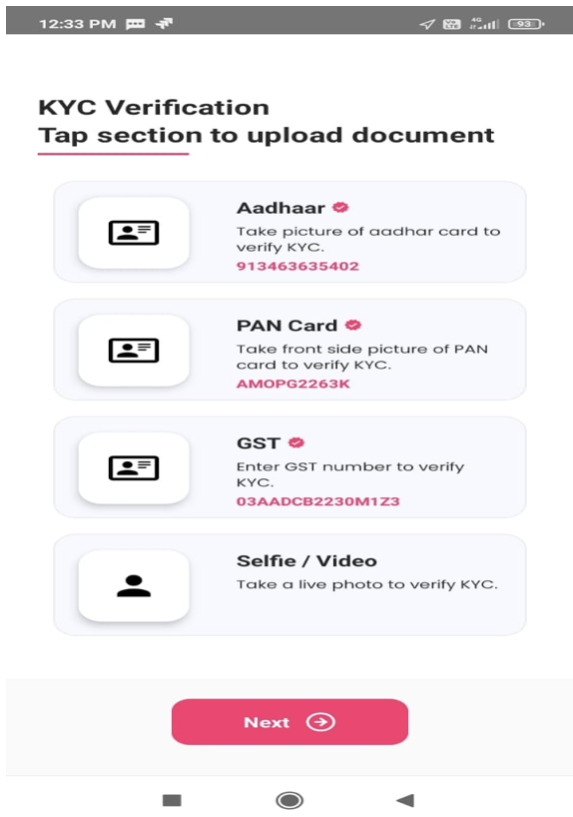 12:33 PM
4G
93
KYC Verification
Tap section to upload document
Aadhaar
Take picture of aadhar card to
verify KYC.
913463635402
PAN Card
Take front side picture of PAN
card to verify KYC.
AMOPG2263K
GST
Enter GST number to verify
KYC.
03AADCB2230M1Z3
Selfie / Video
Take a live photo to verify KYC.
Next